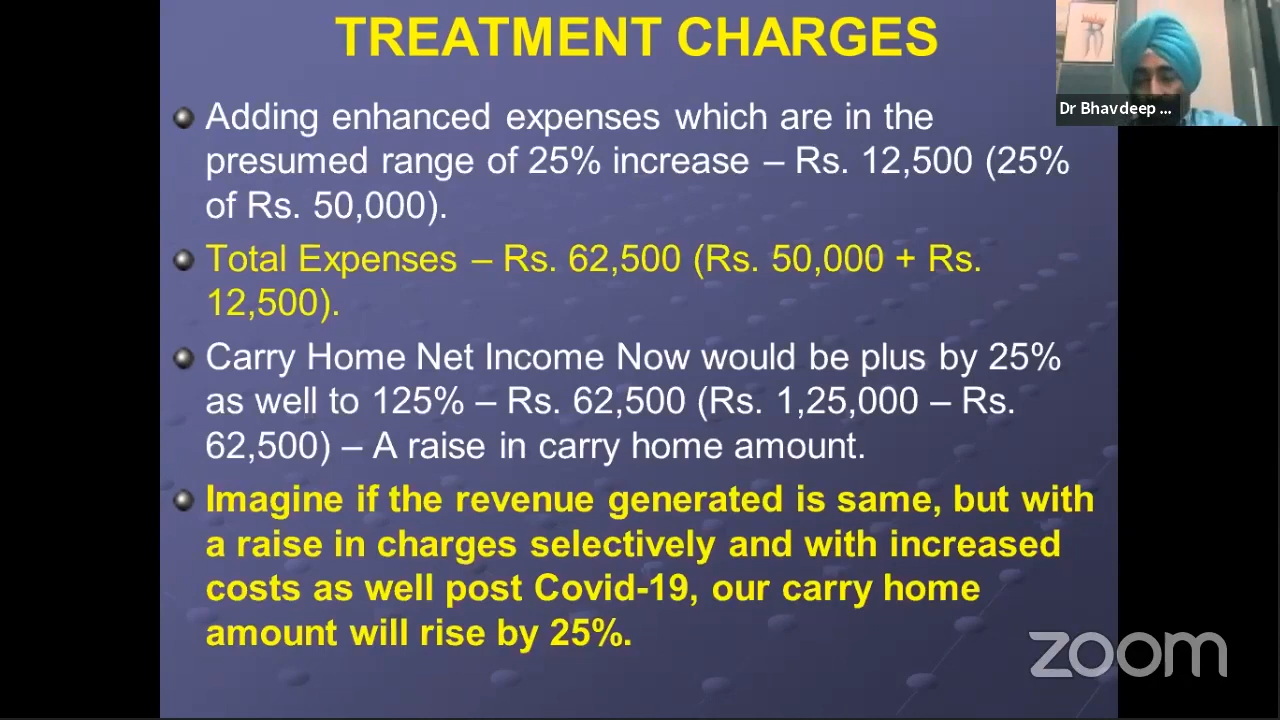 TREATMENT CHARGES
Adding enhanced expenses which are in the
presumed range of 25% increase – Rs. 12,500 (25%
of Rs. 50,000).
Total Expenses – Rs. 62,500 (Rs. 50,000 + Rs.
12,500).
Carry Home Net Income Now would be plus by 25%
as well to 125% – Rs. 62,500 (Rs. 1,25,000 – Rs.
62,500) – A raise in carry home amount.
Imagine if the revenue generated is same, but with
a raise in charges selectively and with increased
costs as well post Covid-19, our carry home
amount will rise by 25%.
Dr Bhavdeep ...
zoom